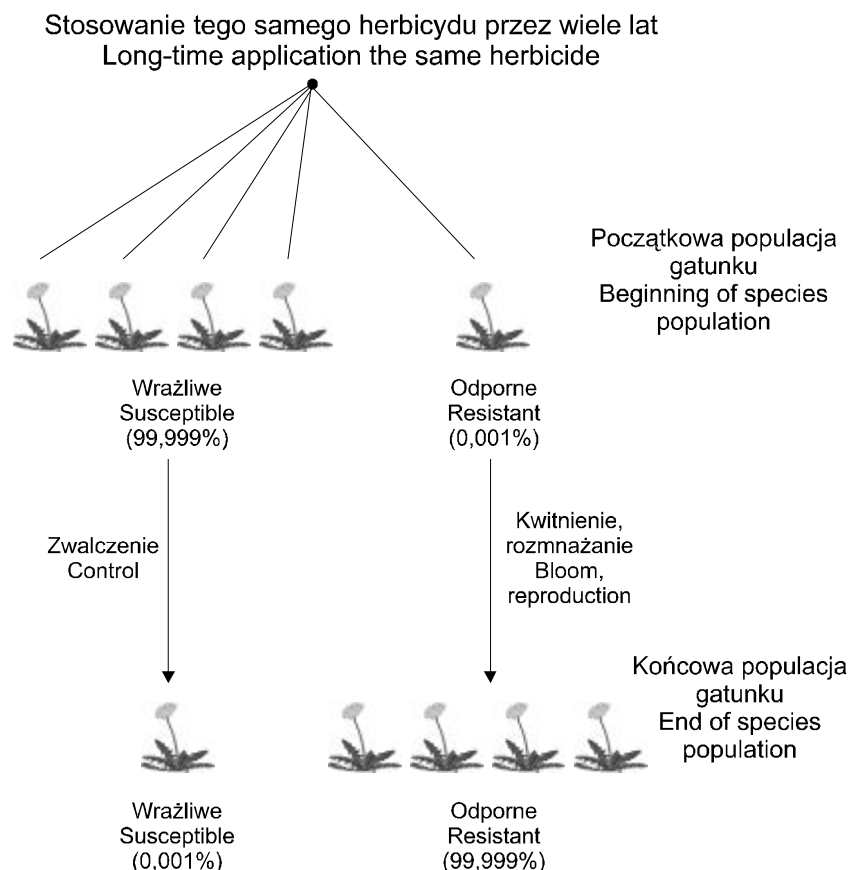 Stosowanie tego samego herbicydu przez wiele lat
Long-time application the same herbicide
Początkowa populacja
gatunku
Beginning of species
population
Wrażliwe
Susceptible
(99,999%)
Odporne
Resistant
(0,001%)
Zwalczenie
Control
Kwitnienie,
rozmnażanie
Bloom,
reproduction
Końcowa populacja
gatunku
End of species
population
Wrażliwe
Susceptible
(0,001%)
Odporne
Resistant
(99,999%)